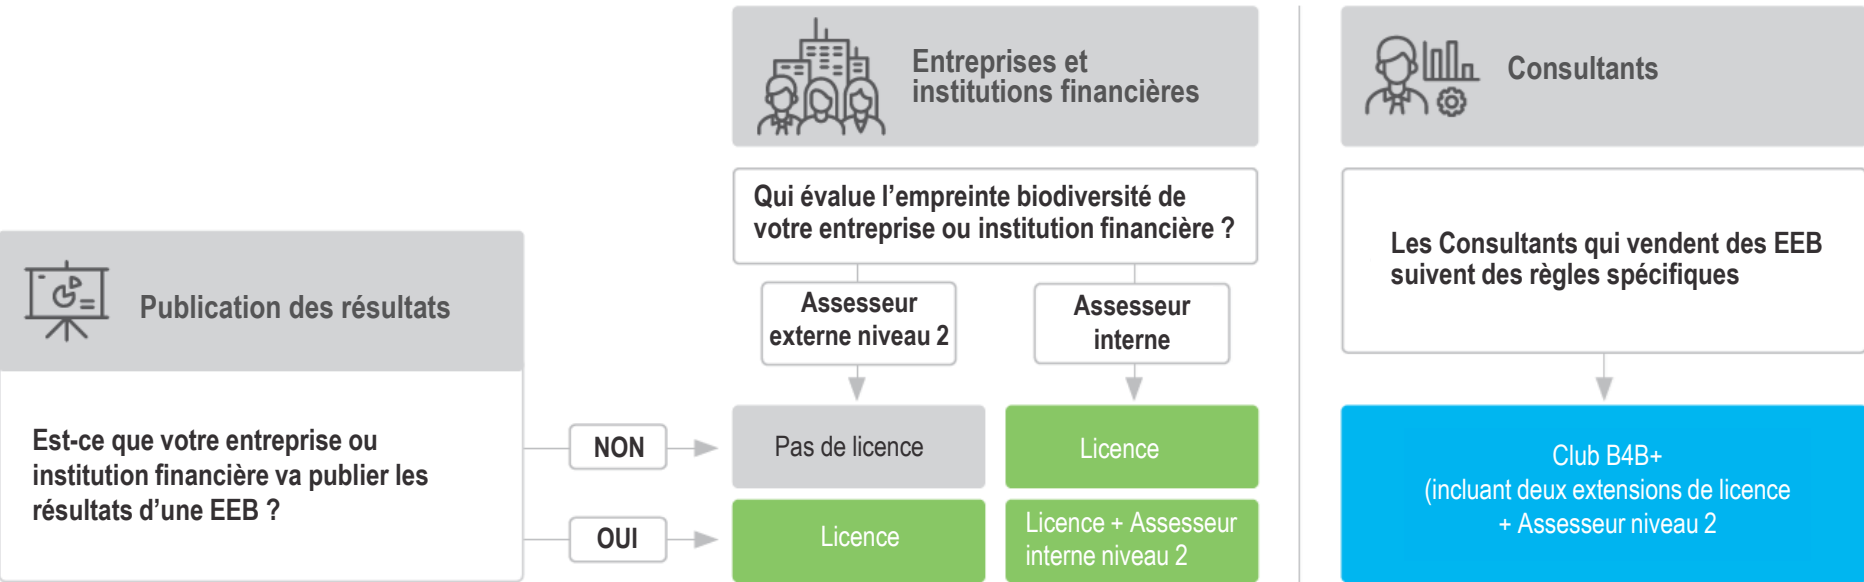 Entreprises et
institutions financières
Consultants
Qui évalue l’empreinte biodiversité de
votre entreprise ou institution financière ?
Les Consultants qui vendent des EEB
suivent des règles spécifiques
Publication des résultats
Assesseur
externe niveau 2
Assesseur
interne
Est-ce que votre entreprise ou
institution financière va publier les
résultats d’une EEB ?
NON
Pas de licence
Licence
OUI
Licence
Licence + Assesseur
interne niveau 2
Club B4B+
(incluant deux extensions de licence
+ Assesseur niveau 2